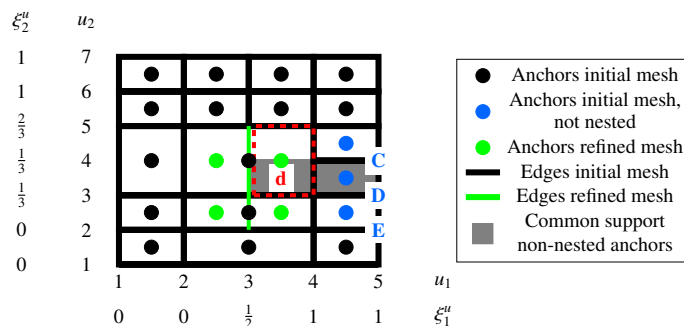 ξ₂ᵘ u₂
1 7
1 6
2/3 5
1/3 4
1/3 3
0 2
0 1
C
d
D
E
1 2 3 4 5 u₁
0 0 1/2 1 1 ξ₁ᵘ
Anchors initial mesh
Anchors initial mesh,
not nested
Anchors refined mesh
Edges initial mesh
Edges refined mesh
Common support
non-nested anchors